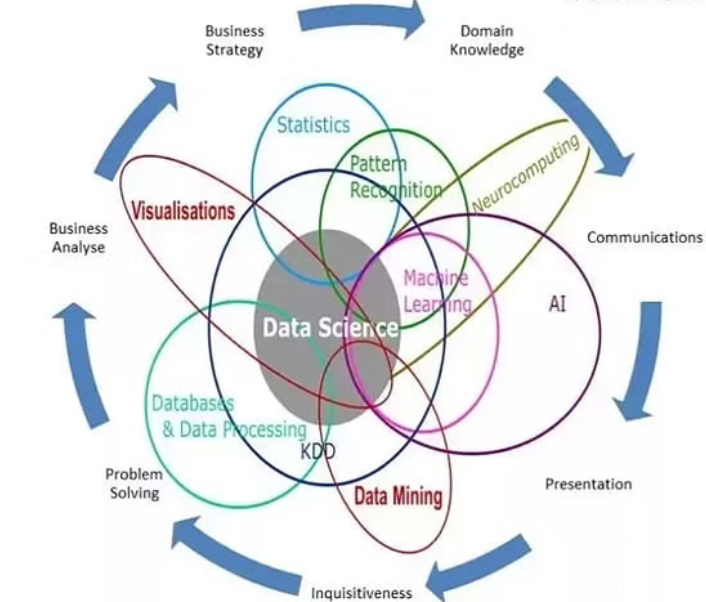 Business
Strategy
Domain
Knowledge
Statistics
Pattern
Recognition
Neurocomputing
Visualisations
Business
Analyse
Communications
Machine
Learning
AI
Data Science
Databases
& Data Processing
KDD
Problem
Solving
Data Mining
Presentation
Inquisitiveness